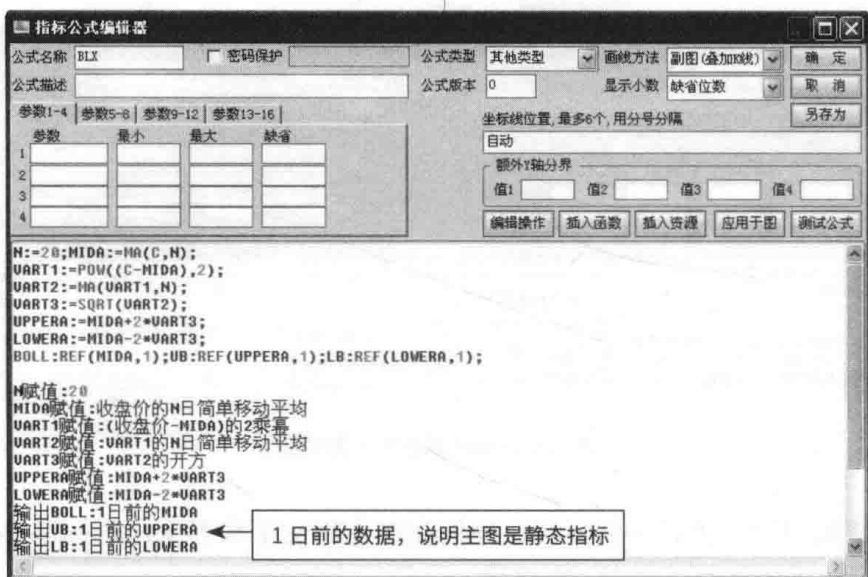 指标公式编辑器
公式名称 BLX 密码保护 公式类型 其他类型 画线方法 副图(叠加K线) 确 定
公式描述 公式版本 0 显示小数 缺省位数 取 消
参数1-4 参数5-8 参数9-12 参数13-16 坐标线位置,最多6个,用分号分隔 另存为
参数 最小 最大 缺省 自动
1
2
3
4
额外Y轴分界
值1 值2 值3 值4
编辑操作 插入函数 插入资源 应用于图 测试公式
N:=20;MIDA:=MA(C,N);
VART1:=POW((C-MIDA),2);
VART2:=MA(VART1,N);
VART3:=SQRT(VART2);
UPPERA:=MIDA+2*VART3;
LOWERA:=MIDA-2*VART3;
BOLL:REF(MIDA,1);UB:REF(UPPERA,1);LB:REF(LOWERA,1);
N赋值:20
MIDA赋值:收盘价的N日简单移动平均
VART1赋值:(收盘价-MIDA)的2乘幂
VART2赋值:VART1的N日简单移动平均
VART3赋值:VART2的开方
UPPERA赋值:MIDA+2*VART3
LOWERA赋值:MIDA-2*VART3
输出BOLL:1日前的MIDA
输出UB:1日前的UPPERA
输出LB:1日前的LOWERA
1日前的数据，说明主图是静态指标